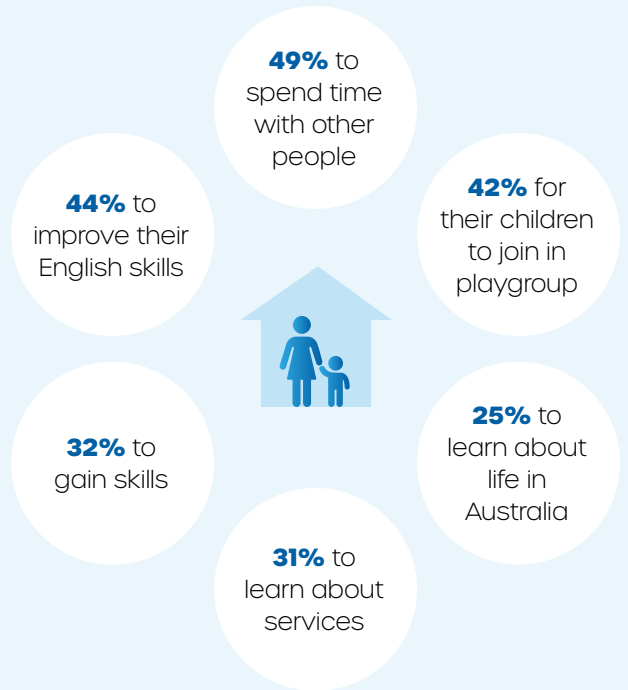 49% to
spend time
with other
people
42% for
their children
to join in
playgroup
25% to
learn about
life in
Australia
31% to
learn about
services
32% to
gain skills
44% to
improve their
English skills